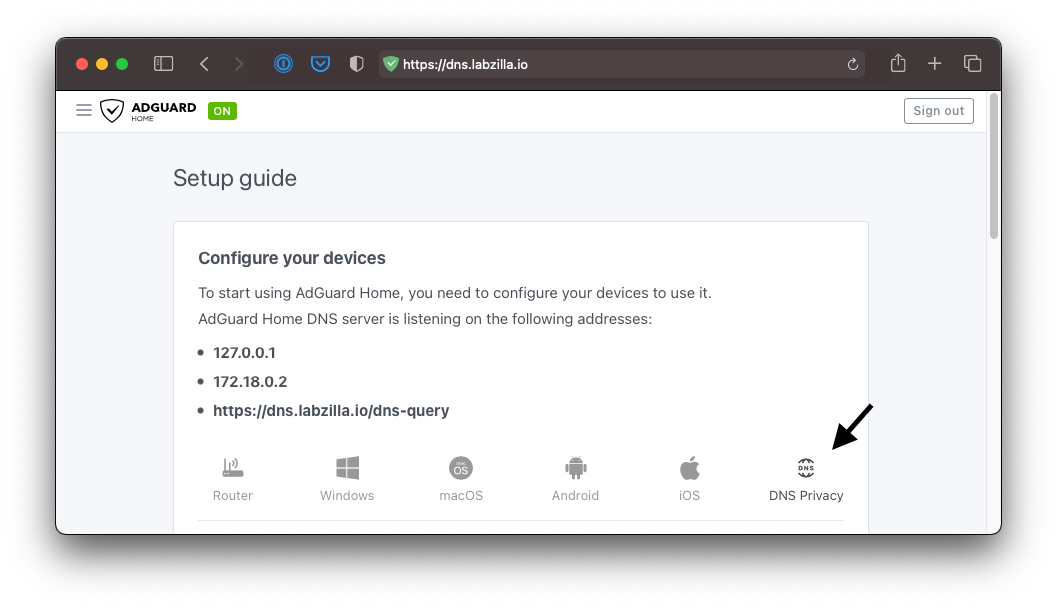 https://dns.labzilla.io
ADGUARD
HOME
ON
Sign out
Setup guide
Configure your devices
To start using AdGuard Home, you need to configure your devices to use it.
AdGuard Home DNS server is listening on the following addresses:
127.0.0.1
172.18.0.2
https://dns.labzilla.io/dns-query
mac
OS
DNS
Router
Windows
macOS
Android
iOS
DNS Privacy